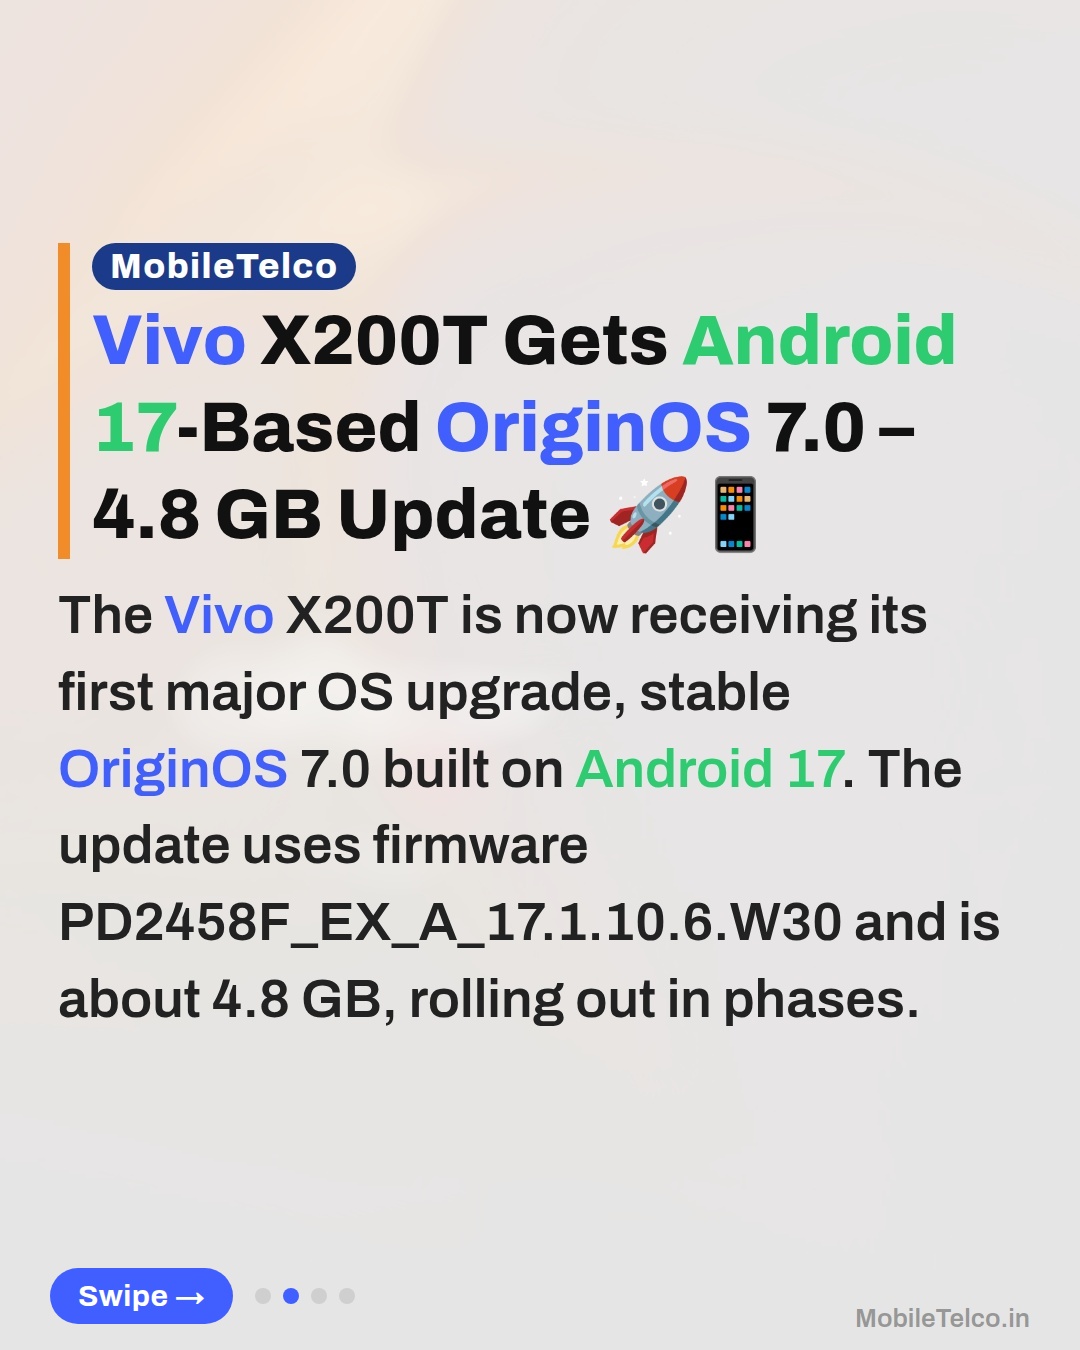 MobileTelco
Vivo X200T Gets Android
17-Based OriginOS 7.0 –
4.8 GB Update 🚀 📱
The Vivo X200T is now receiving its
first major OS upgrade, stable
OriginOS 7.0 built on Android 17. The
update uses firmware
PD2458F_EX_A_17.1.10.6.W30 and is
about 4.8 GB, rolling out in phases.
Swipe →
MobileTelco.in